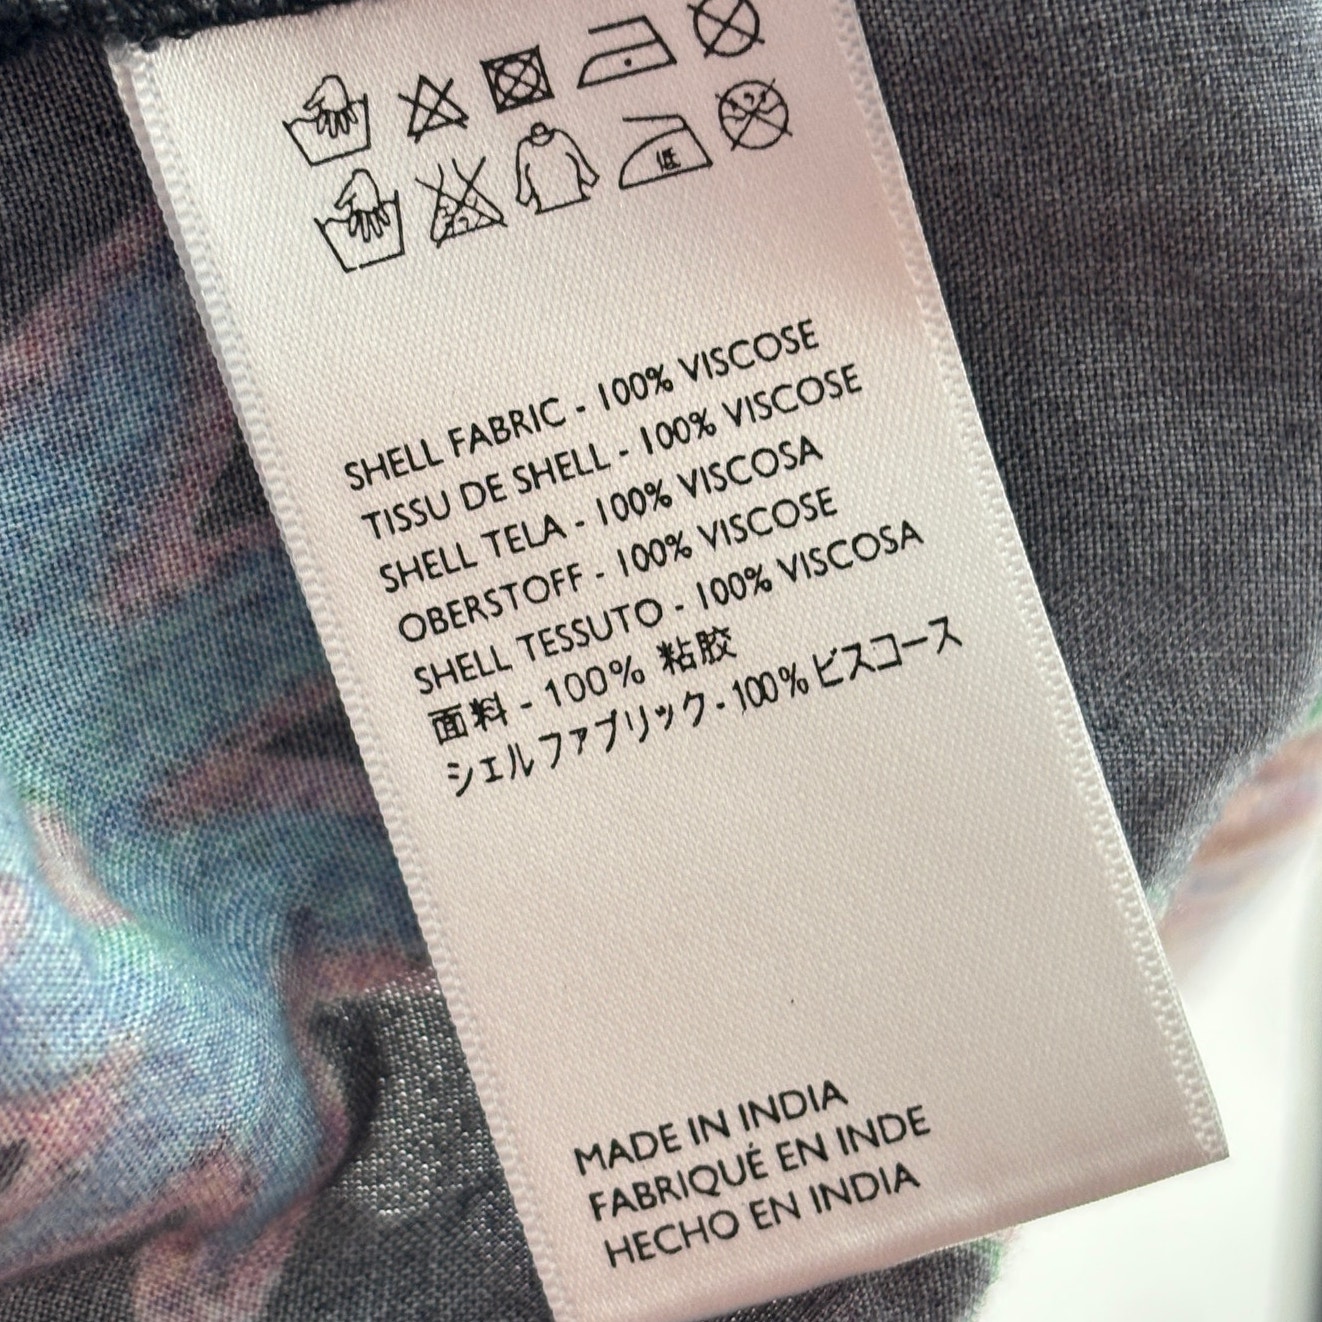 ほ
SHELL FABRIC - 100% VISCOSE
TISSU DE SHELL - 100% VISCOSE
SHELL TELA - 100% VISCOSA
OBERSTOFF - 100% VISCOSE
SHELL TESSUTO - 100% VISCOSA
面料 - 100% 粘胶
シェルファブリック - 100% ビスコース
MADE IN INDIA
FABRIQUÉ EN INDE
HECHO EN INDIA